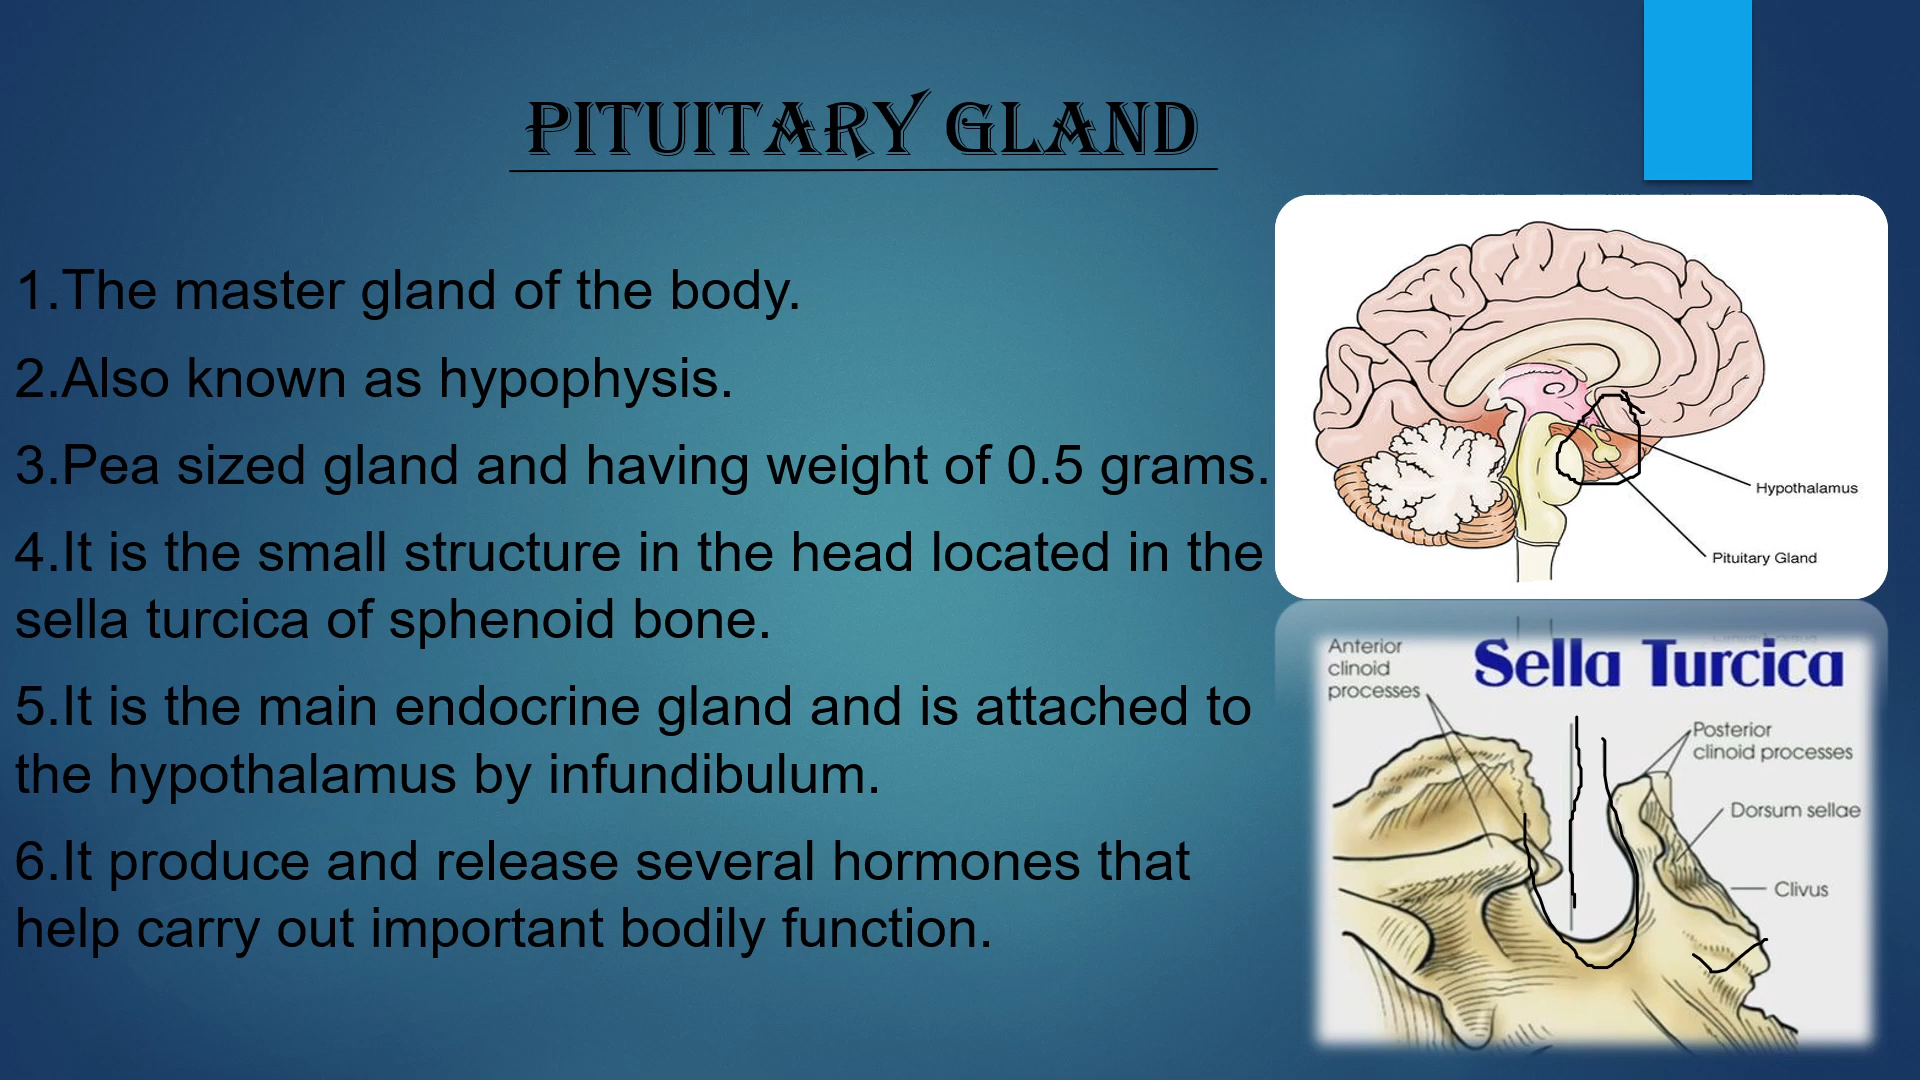 PITUITARY GLAND
1.The master gland of the body.
2.Also known as hypophysis.
3.Pea sized gland and having weight of 0.5 grams.
4.It is the small structure in the head located in the
sella turcica of sphenoid bone.
5.It is the main endocrine gland and is attached to
the hypothalamus by infundibulum.
6.It produce and release several hormones that
help carry out important bodily function.
Hypothalamus
Pituitary Gland
Sella Turcica
Anterior
clinoid
processes
Posterior
clinoid processes
Dorsum sellae
Clivus